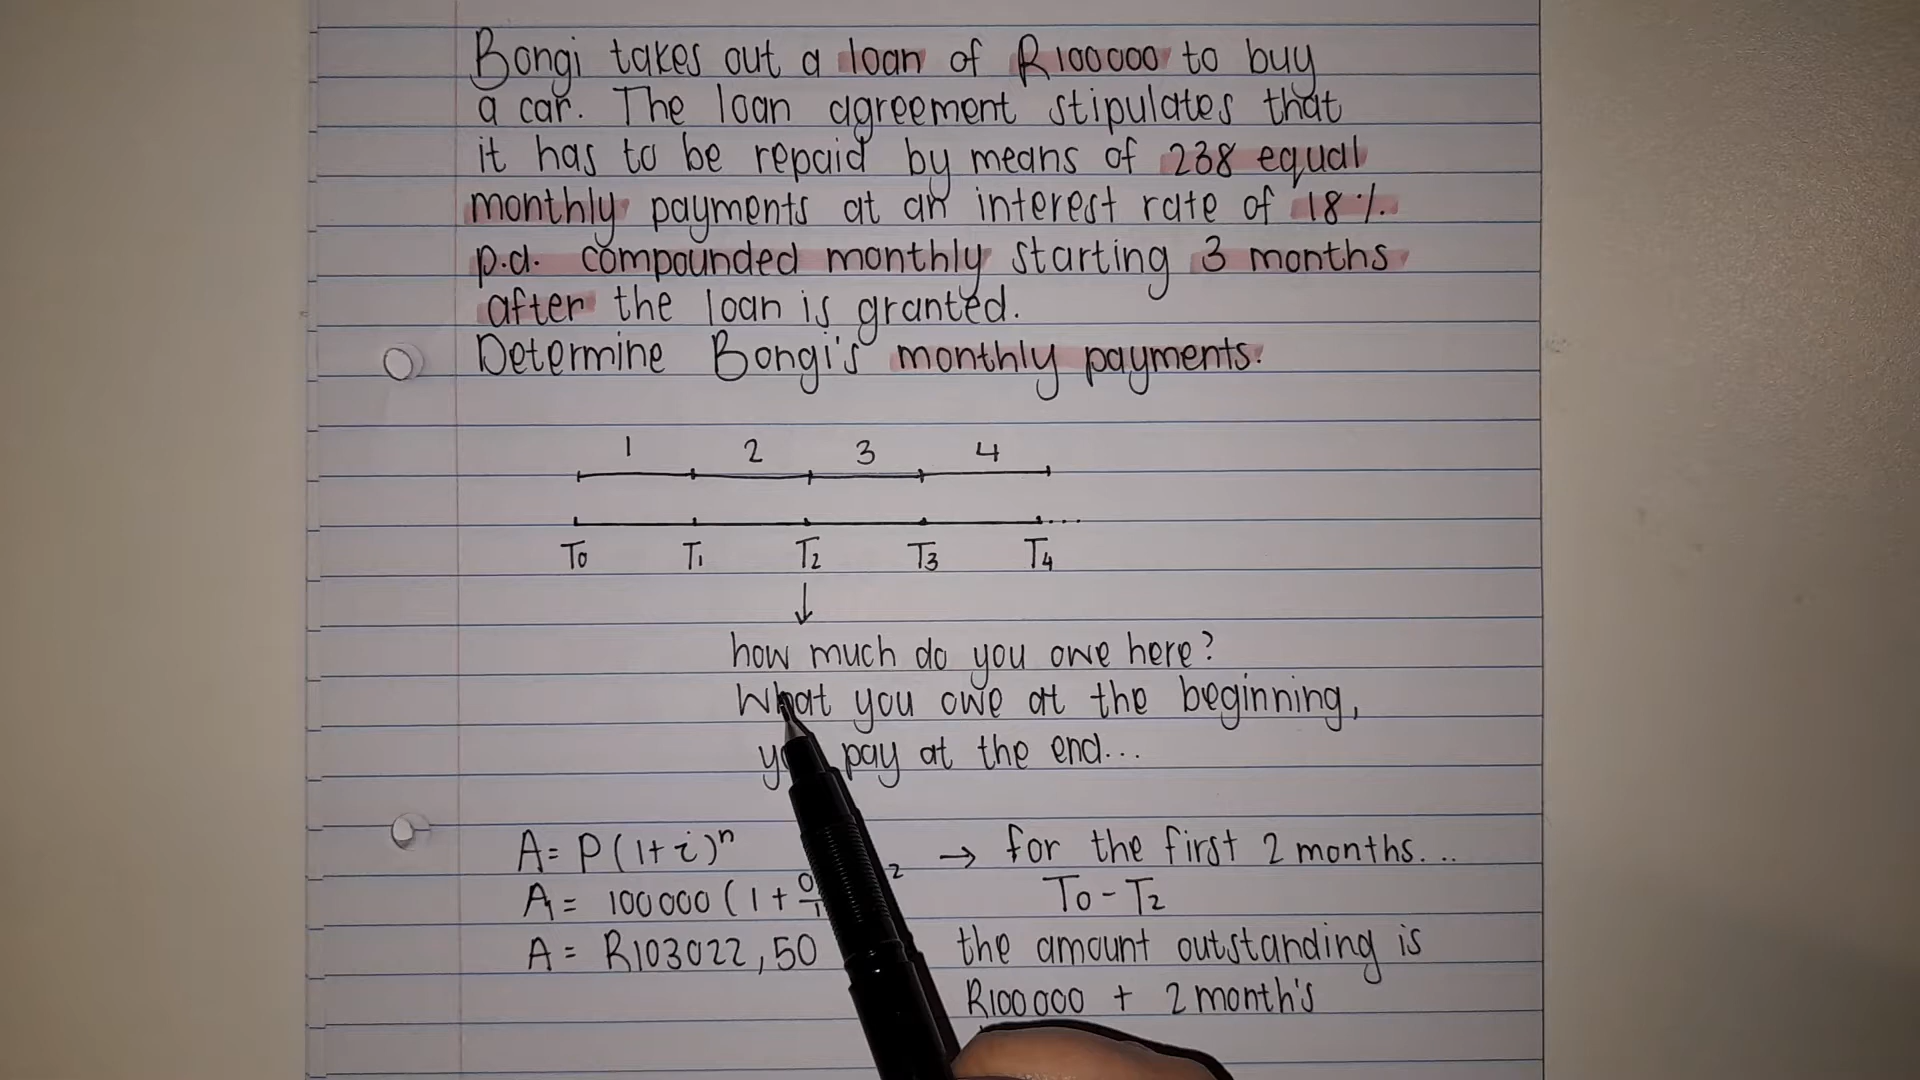 Bongi takes out a loan of R100000 to buy
a car. The loan agreement stipulates that
it has to be repaid by means of 238 equal
monthly payments at an interest rate of 18%
p.a. compounded monthly starting 3 months
after the loan is granted.
Determine Bongi's monthly payments.
1 2 3 4
T0 T1 T2 T3 T4
how much do you owe here?
What you owe at the beginning,
pay at the end...
A = P(1+i)^n → for the first 2 months...
A = 100000 (1 + 2 T0 - T2
A = R103022,50 the amount outstanding is
R100000 + 2 month's